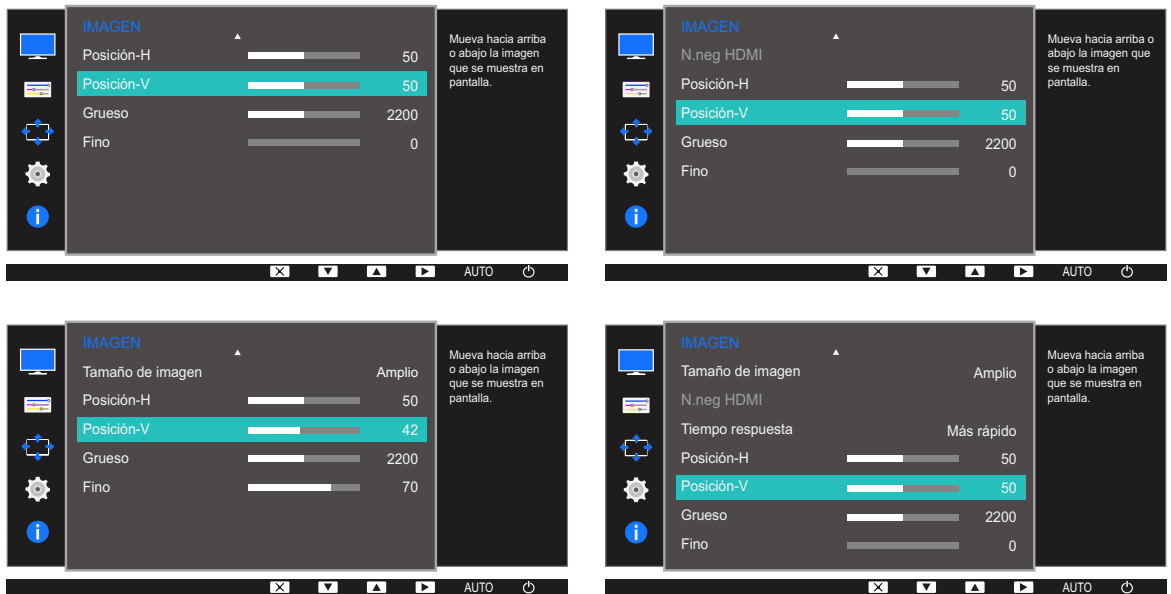 IMAGEN
Posición-H 50
Posición-V 50
Grueso 2200
Fino 0
Mueva hacia arriba
o abajo la imagen
que se muestra en
pantalla.
AUTO
IMAGEN
N.neg HDMI
Posición-H 50
Posición-V 50
Grueso 2200
Fino 0
Mueva hacia arriba o
abajo la imagen que
se muestra en
pantalla.
AUTO
IMAGEN
Tamaño de imagen Amplio
Posición-H 50
Posición-V 42
Grueso 2200
Fino 70
Mueva hacia arriba
o abajo la imagen
que se muestra en
pantalla.
AUTO
IMAGEN
Tamaño de imagen Amplio
N.neg HDMI
Tiempo respuesta Más rápido
Posición-H 50
Posición-V 50
Grueso 2200
Fino 0
Mueva hacia arriba
o abajo la imagen
que se muestra en
pantalla.
AUTO